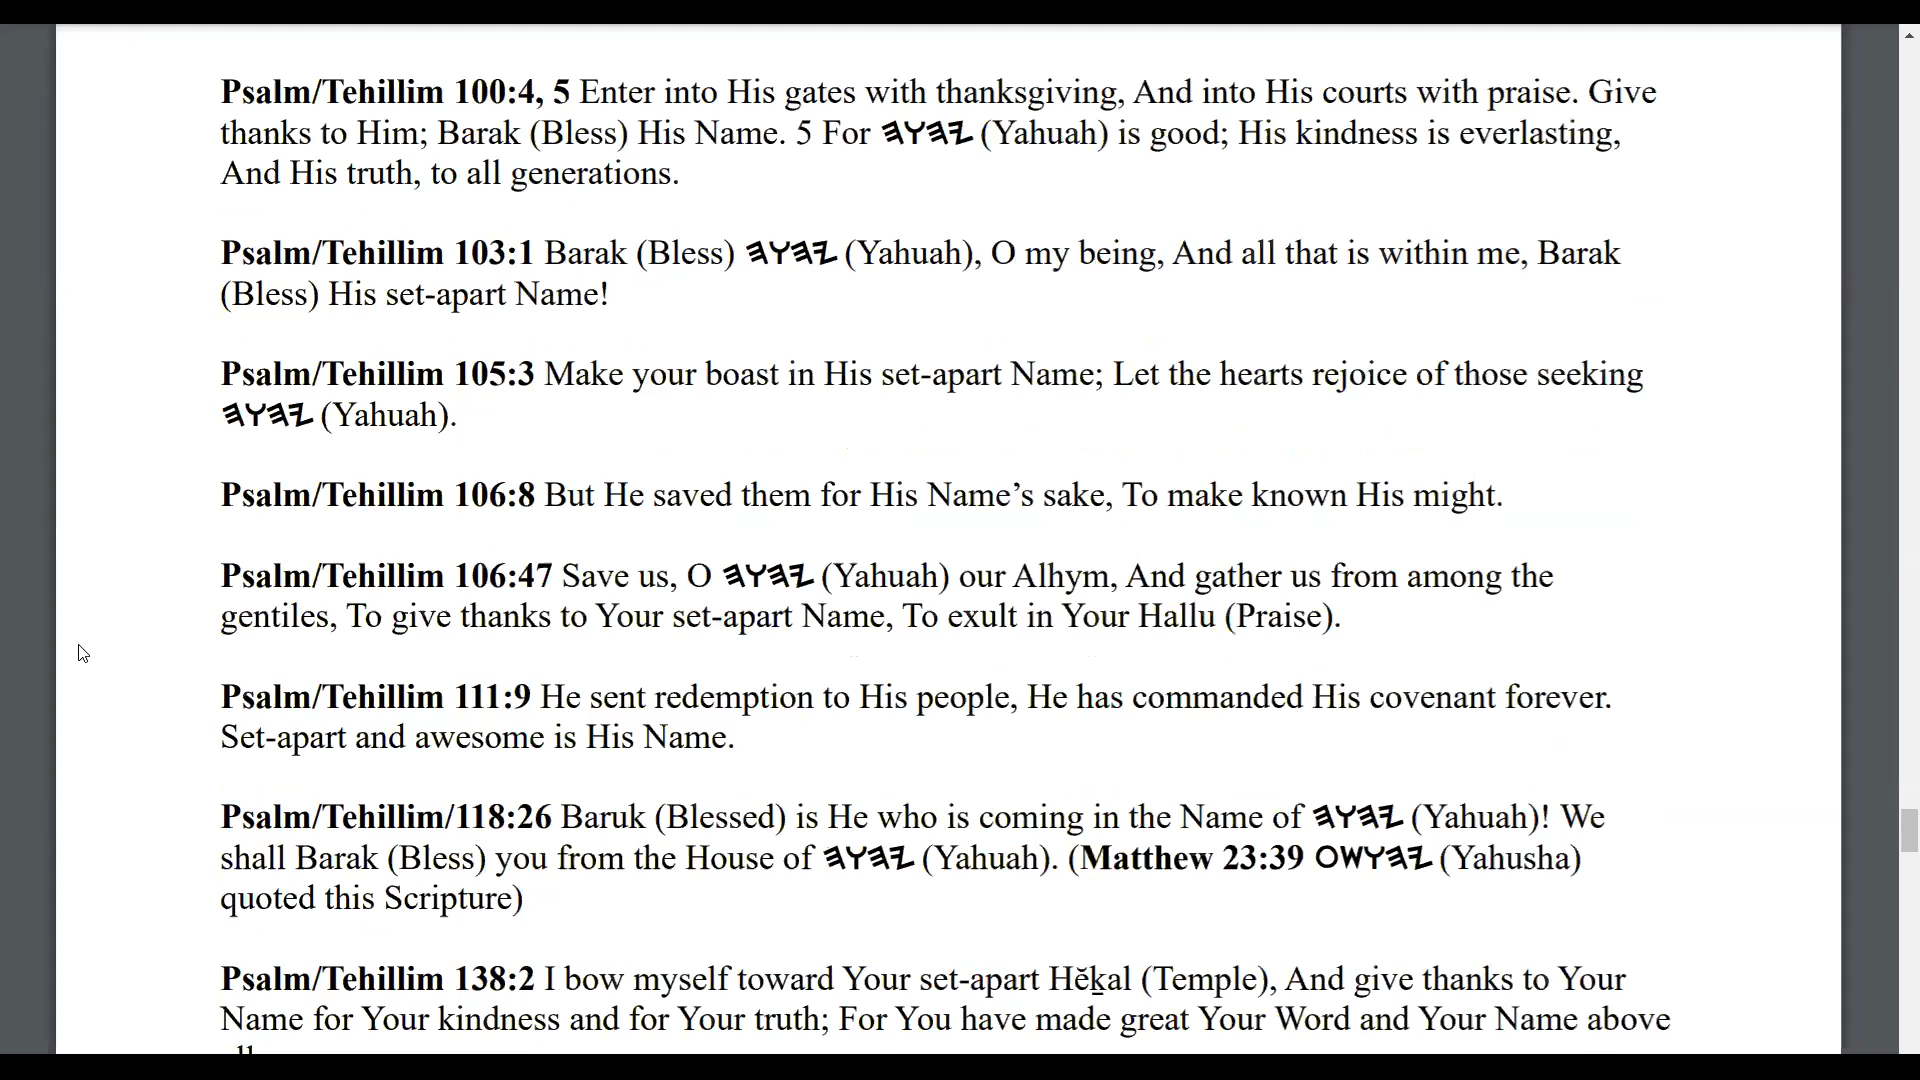 Psalm/Tehillim 100:4, 5 Enter into His gates with thanksgiving, And into His courts with praise. Give
thanks to Him; Barak (Bless) His Name. 5 For 𐤉𐤄𐤅𐤄 (Yahuah) is good; His kindness is everlasting,
And His truth, to all generations.
Psalm/Tehillim 103:1 Barak (Bless) 𐤉𐤄𐤅𐤄 (Yahuah), O my being, And all that is within me, Barak
(Bless) His set-apart Name!
Psalm/Tehillim 105:3 Make your boast in His set-apart Name; Let the hearts rejoice of those seeking
𐤉𐤄𐤅𐤄 (Yahuah).
Psalm/Tehillim 106:8 But He saved them for His Name’s sake, To make known His might.
Psalm/Tehillim 106:47 Save us, O 𐤉𐤄𐤅𐤄 (Yahuah) our Alhym, And gather us from among the
gentiles, To give thanks to Your set-apart Name, To exult in Your Hallu (Praise).
Psalm/Tehillim 111:9 He sent redemption to His people, He has commanded His covenant forever.
Set-apart and awesome is His Name.
Psalm/Tehillim/118:26 Baruk (Blessed) is He who is coming in the Name of 𐤉𐤄𐤅𐤄 (Yahuah)! We
shall Barak (Bless) you from the House of 𐤉𐤄𐤅𐤄 (Yahuah). (Matthew 23:39 𐤉𐤄𐤅𐤔𐤏 (Yahusha)
quoted this Scripture)
Psalm/Tehillim 138:2 I bow myself toward Your set-apart Hĕḵal (Temple), And give thanks to Your
Name for Your kindness and for Your truth; For You have made great Your Word and Your Name above